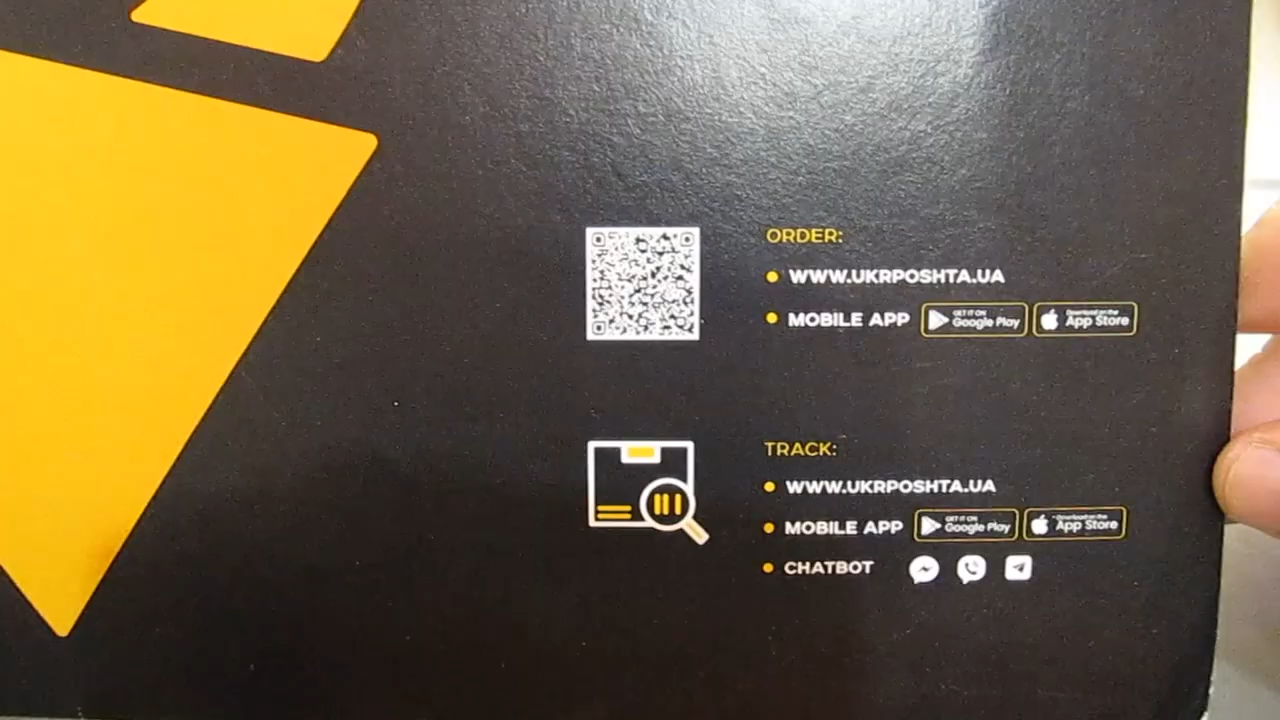 ORDER:
WWW.UKRPOSHTA.UA
MOBILE APP GET IT ON Google Play Download on the App Store
TRACK:
WWW.UKRPOSHTA.UA
MOBILE APP GET IT ON Google Play Download on the App Store
CHATBOT